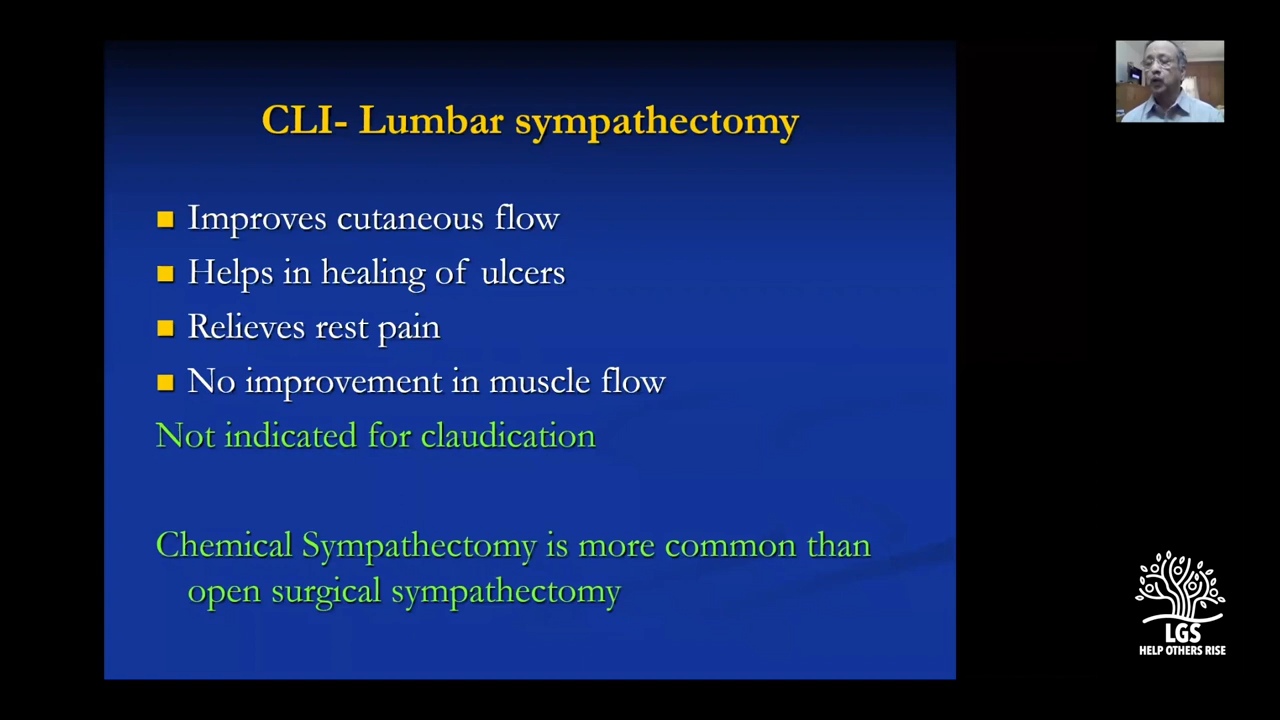 CLI- Lumbar sympathectomy
Improves cutaneous flow
Helps in healing of ulcers
Relieves rest pain
No improvement in muscle flow
Not indicated for claudication
Chemical Sympathectomy is more common than
open surgical sympathectomy
LGS
HELP OTHERS RISE